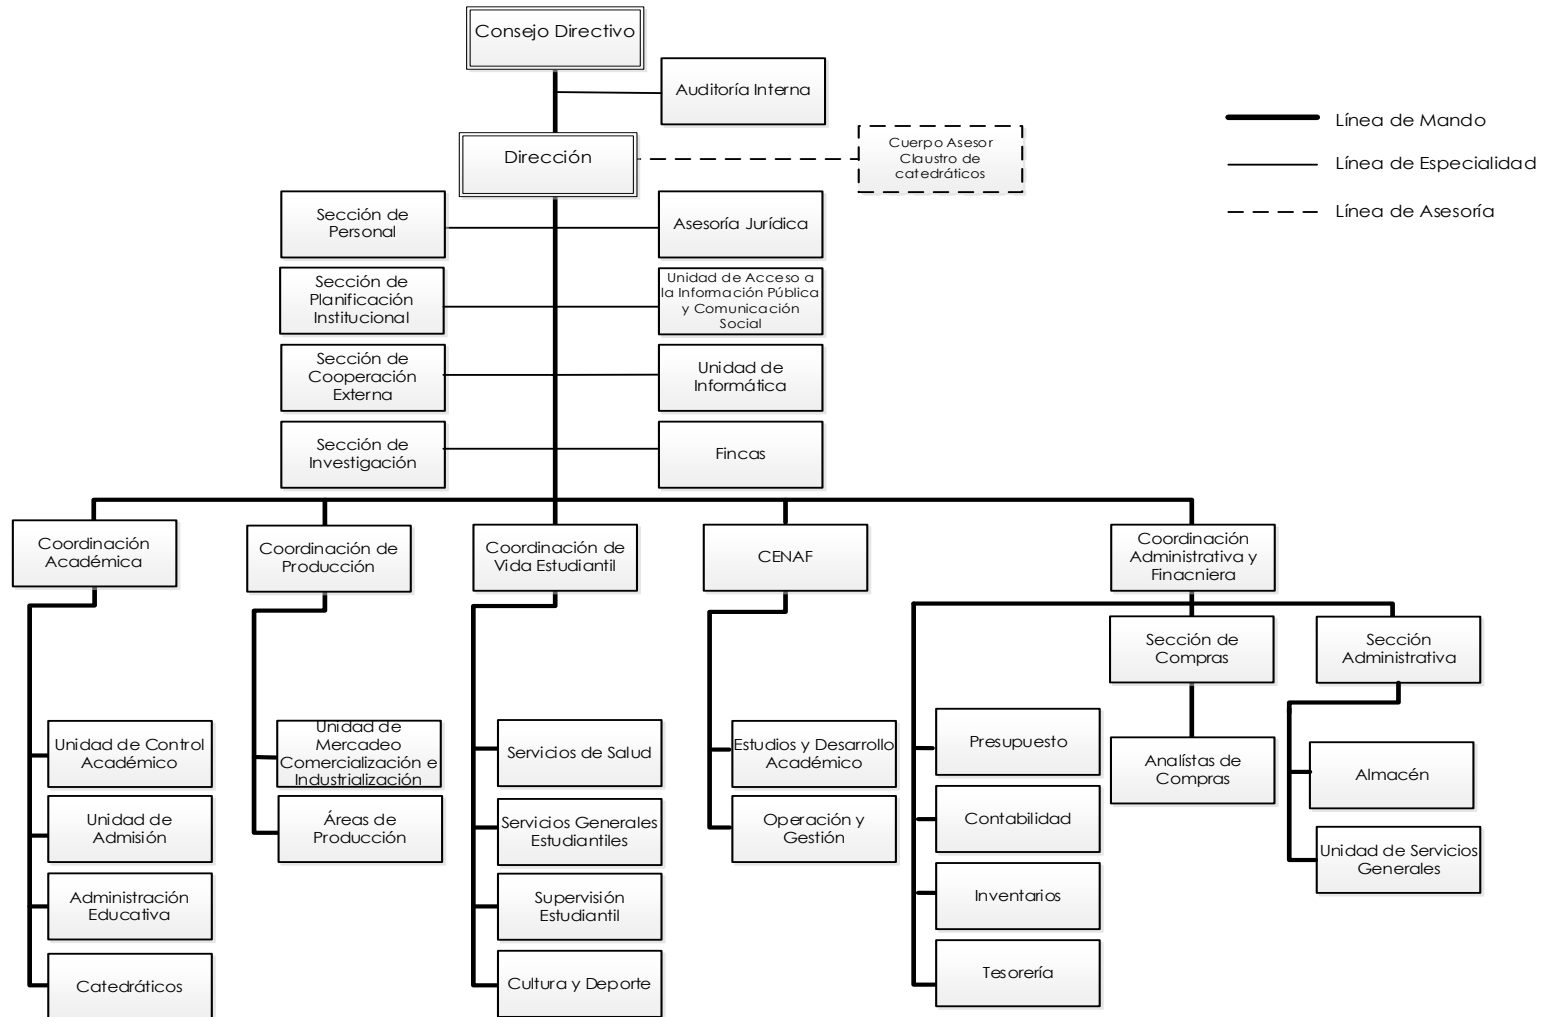 Consejo Directivo
Auditoría Interna
Línea de Mando
Cuerpo Asesor
Claustro de
catedráticos
Dirección
Línea de Especialidad
Línea de Asesoría
Sección de
Personal
Asesoría Jurídica
Sección de
Planificación
Institucional
Unidad de Acceso a
la Información Pública
y Comunicación
Social
Sección de
Cooperación
Externa
Unidad de
Informática
Sección de
Investigación
Fincas
Coordinación
Académica
Coordinación de
Producción
Coordinación de
Vida Estudiantil
CENAF
Coordinación
Administrativa y
Finacniera
Sección de
Compras
Sección
Administrativa
Unidad de Control
Académico
Unidad de
Admisión
Administración
Educativa
Catedráticos
Unidad de
Mercadeo
Comercialización e
Industrialización
Áreas de
Producción
Servicios de Salud
Servicios Generales
Estudiantiles
Supervisión
Estudiantil
Cultura y Deporte
Estudios y Desarrollo
Académico
Operación y
Gestión
Presupuesto
Contabilidad
Inventarios
Tesorería
Analístas de
Compras
Almacén
Unidad de Servicios
Generales